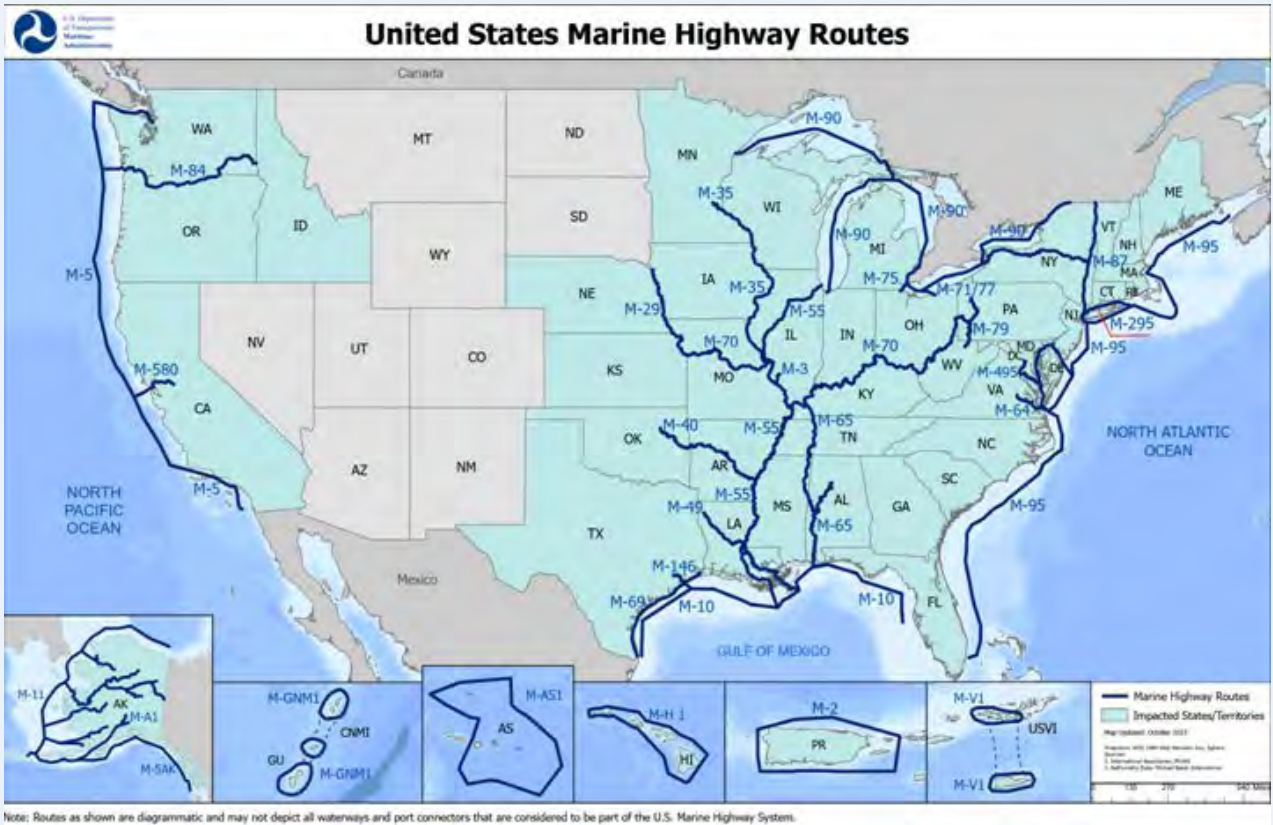 U.S. Department
of Transportation
Maritime
Administration
United States Marine Highway Routes
Canada
WA
MT
ND
MN
M-90
ME
M-84
M-35
WI
OR
ID
SD
M-90
M-90
VT
NH
M-95
WY
M-90
MI
NY
M-87
MA
M-5
IA
M-75
CT
RI
NE
M-35
M-71/77
M-29
M-55
PA
NJ
M-295
NV
UT
IL
IN
OH
M-79
M-95
CO
M-70
M-70
MD
DC
DE
M-580
KS
MO
M-3
WV
M-495
CA
KY
VA
M-64
M-40
M-55
M-65
OK
TN
NC
NORTH ATLANTIC
OCEAN
AZ
NM
AR
SC
M-5
M-55
MS
AL
GA
M-95
NORTH
PACIFIC
OCEAN
M-49
LA
M-65
TX
M-146
Mexico
M-69
M-10
M-10
FL
GULF OF MEXICO
M-11
AK
M-A1
M-5AK
M-GNM1
CNMI
GU
M-GNM1
M-AS1
AS
M-H 1
HI
M-2
PR
M-V1
USVI
M-V1
Marine Highway Routes
Impacted States/Territories
Note: Routes as shown are diagrammatic and may not depict all waterways and port connectors that are considered to be part of the U.S. Marine Highway System.